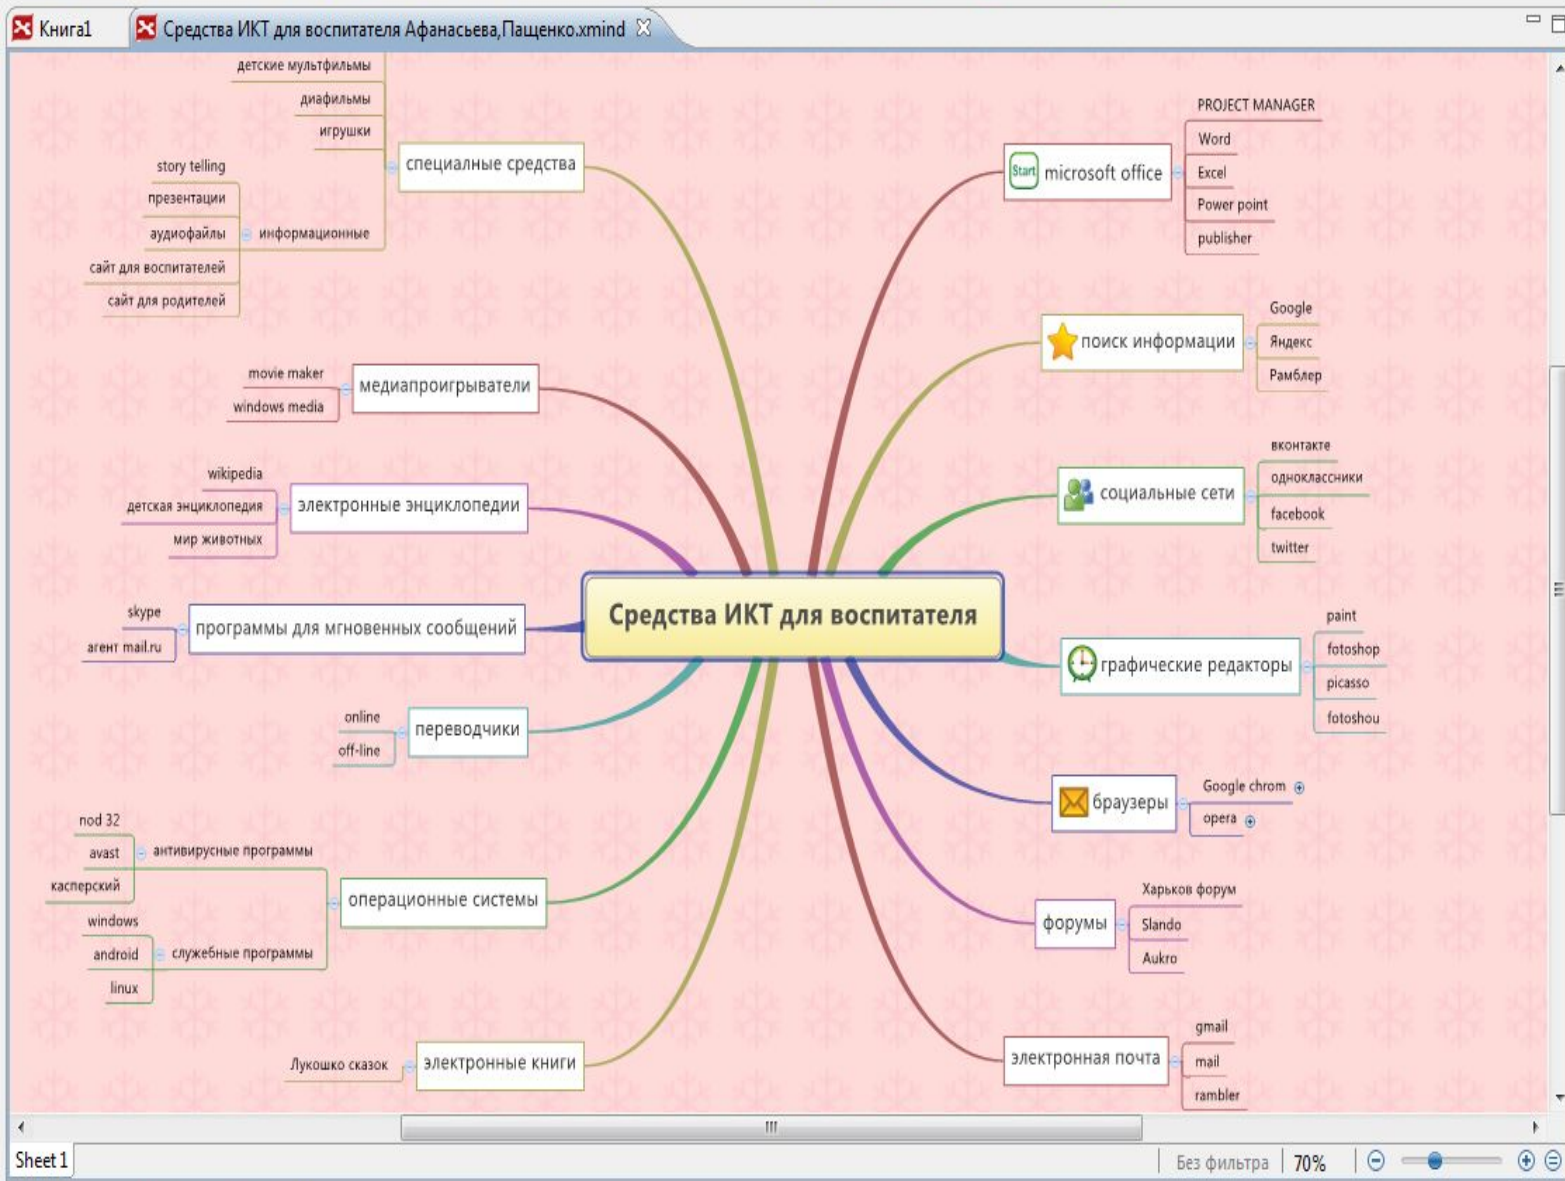 Книга1
Средства ИКТ для воспитателя Афанасьева,Пащенко.xmind
детские мультфильмы
диафильмы
игрушки
специалные средства
story telling
презентации
аудиофайлы
информационные
сайт для воспитателей
сайт для родителей
movie maker
windows media
медиапроигрыватели
wikipedia
детская энциклопедия
мир животных
электронные энциклопедии
skype
агент mail.ru
программы для мгновенных сообщений
online
off-line
переводчики
nod 32
avast
касперский
антивирусные программы
windows
android
linux
служебные программы
операционные системы
Лукошко сказок
электронные книги
Средства ИКТ для воспитателя
Start
microsoft office
PROJECT MANAGER
Word
Excel
Power point
publisher
поиск информации
Google
Яндекс
Рамблер
социальные сети
вконтакте
одноклассники
facebook
twitter
графические редакторы
paint
fotoshop
picasso
fotoshou
браузеры
Google chrom
opera
форумы
Харьков форум
Slando
Aukro
электронная почта
gmail
mail
rambler
Sheet 1
Без фильтра
70%